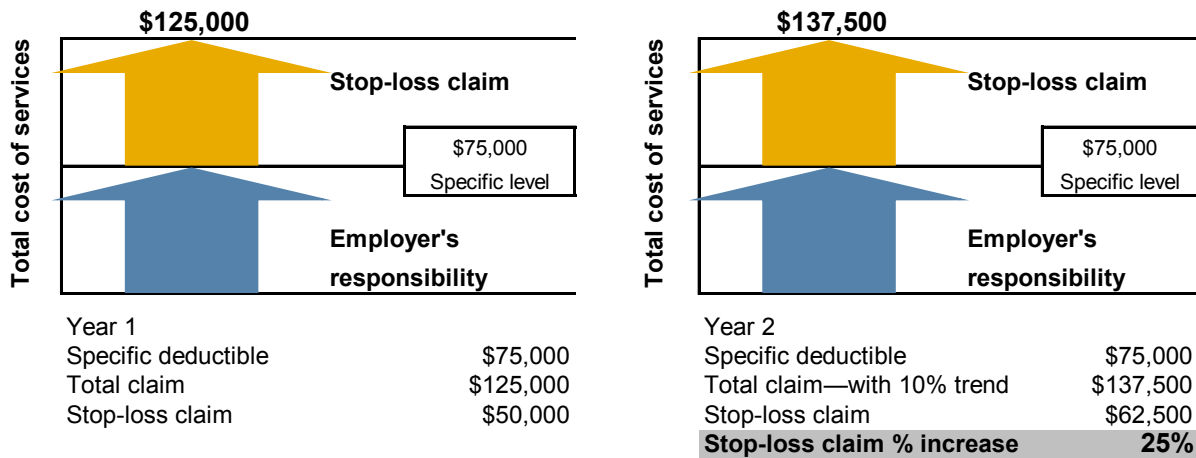 $125,000
Total cost of services
Stop-loss claim
$75,000
Specific level
Employer's
responsibility
Year 1
Specific deductible $75,000
Total claim $125,000
Stop-loss claim $50,000
$137,500
Total cost of services
Stop-loss claim
$75,000
Specific level
Employer's
responsibility
Year 2
Specific deductible $75,000
Total claim—with 10% trend $137,500
Stop-loss claim $62,500
Stop-loss claim % increase 25%